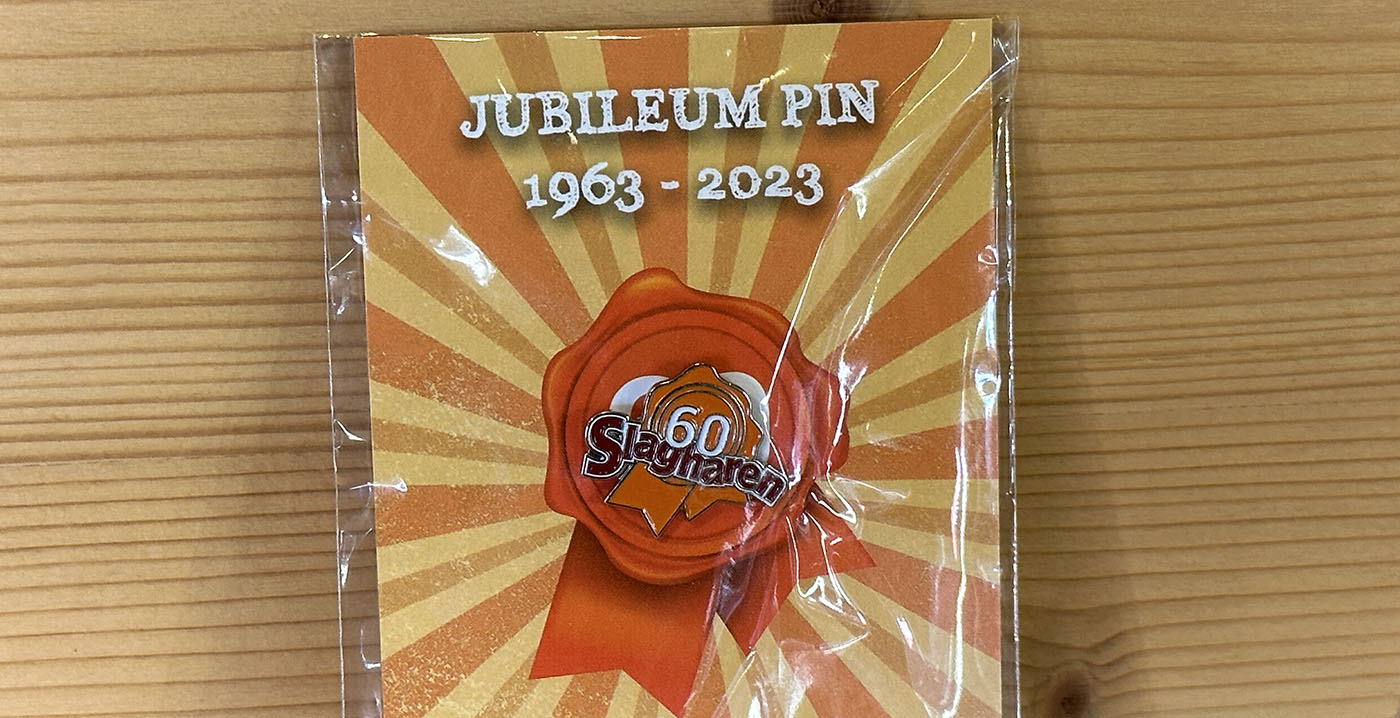 JUBILEUM PIN
1963 - 2023
60
Slagharen